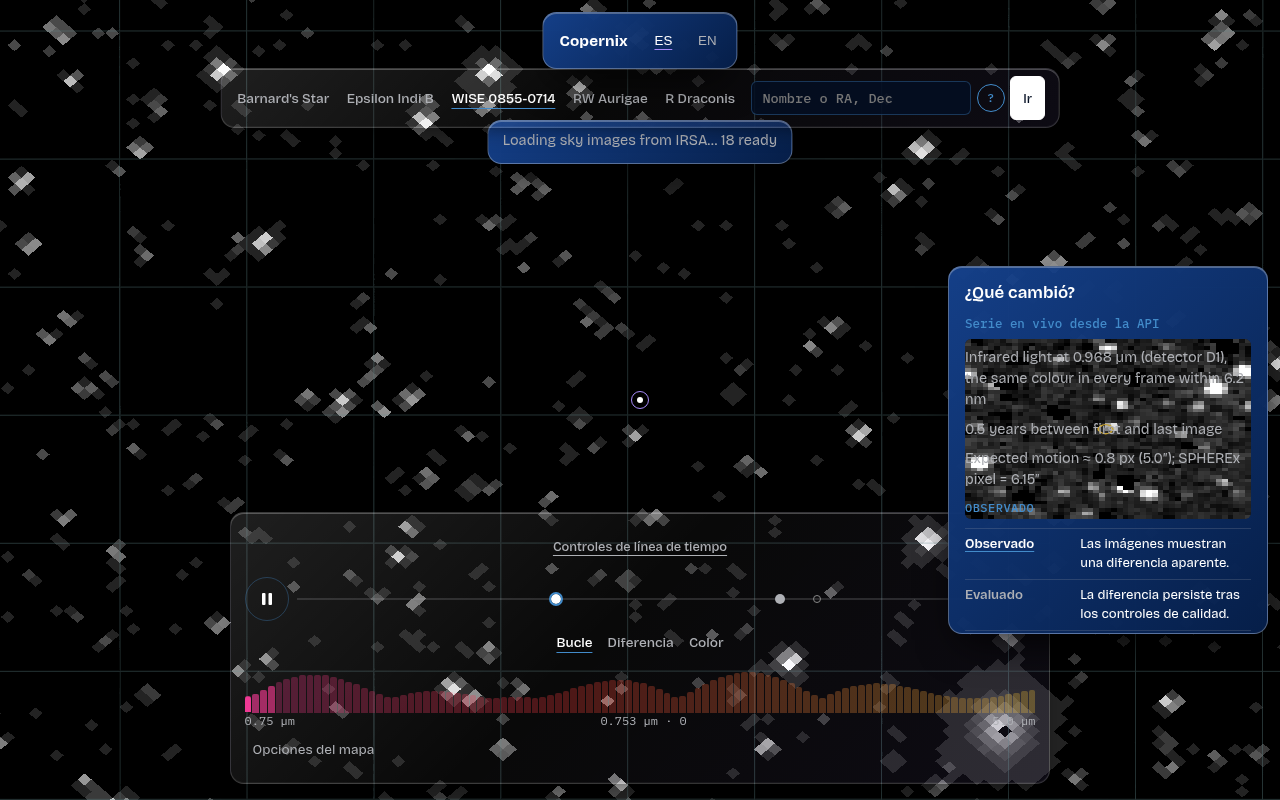 Copernix ES EN
Barnard's Star Epsilon Indi B WISE 0855-0714 RW Aurigae R Draconis Nombre o RA, Dec ? Ir
Loading sky images from IRSA... 18 ready
¿Qué cambió?
Serie en vivo desde la API
Infrared light at 0.968 µm (detector D1),
the same colour in every frame within 6.2
nm
0.5 years between first and last image
Expected motion ≈ 0.8 px (5.0″); SPHEREx
pixel = 6.15″
OBSERVADO
Observado Las imágenes muestran
una diferencia aparente.
Evaluado La diferencia persiste tras
los controles de calidad.
Controles de línea de tiempo
Bucle Diferencia Color
0.75 µm 0.753 µm · 0 µm
Opciones del mapa